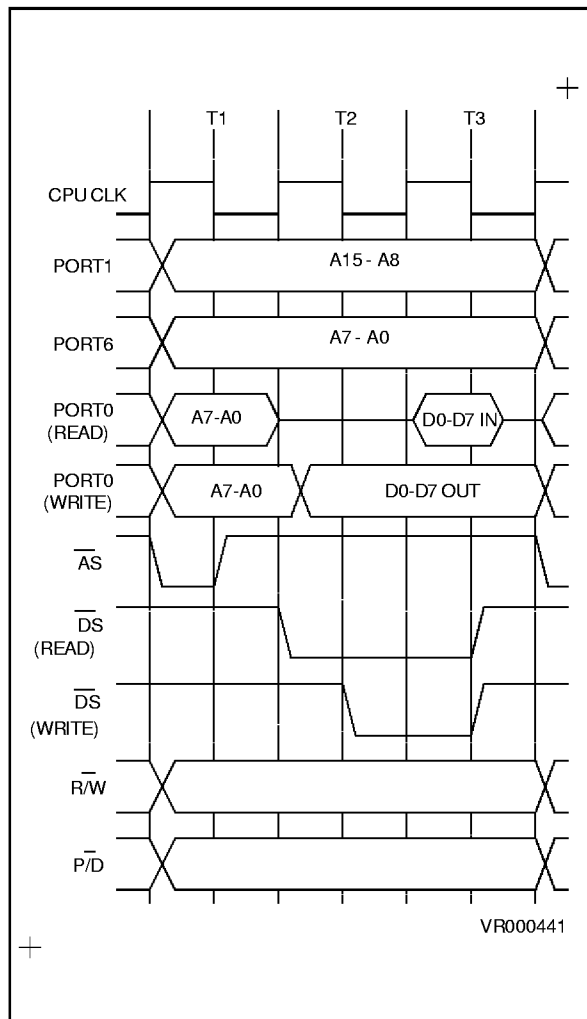 T1 T2 T3
CPU CLK
PORT1 A15 - A8
PORT6 A7 - A0
PORT0 (READ) A7-A0 D0-D7 IN
PORT0 (WRITE) A7-A0 D0-D7 OUT
AS
DS
(READ)
DS
(WRITE)
R/W
P/D
VR000441